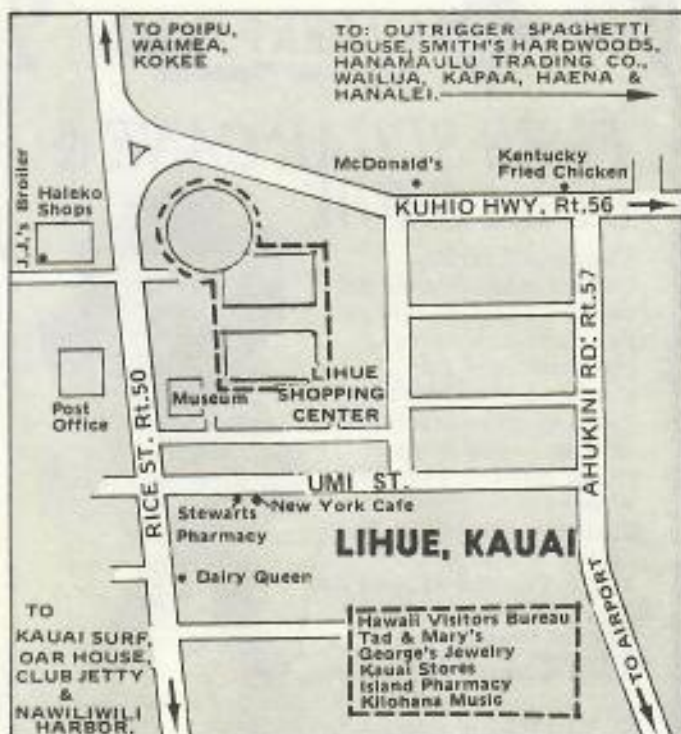 TO POIPU,
WAIMEA,
KOKEE
TO: OUTRIGGER SPAGHETTI
HOUSE, SMITH'S HARDWOODS,
HANAMAULU TRADING CO.,
WAILUA, KAPAA, HAENA &
HANALEI.
McDonald's
Kentucky
Fried Chicken
J.J.'s Broiler
Haleko
Shops
KUHIO HWY. Rt.56
AHUKINI RD. Rt.57
Post
Office
RICE ST. Rt.50
Museum
LIHUE
SHOPPING
CENTER
UMI ST.
Stewarts
Pharmacy
New York Cafe
LIHUE, KAUAI
Dairy Queen
TO
KAUAI SURF,
OAR HOUSE,
CLUB JETTY
&
NAWILIWILI
HARBOR.
Hawaii Visitors Bureau
Tad & Mary's
George's Jewelry
Kauai Stores
Island Pharmacy
Kilohana Music
TO AIRPORT